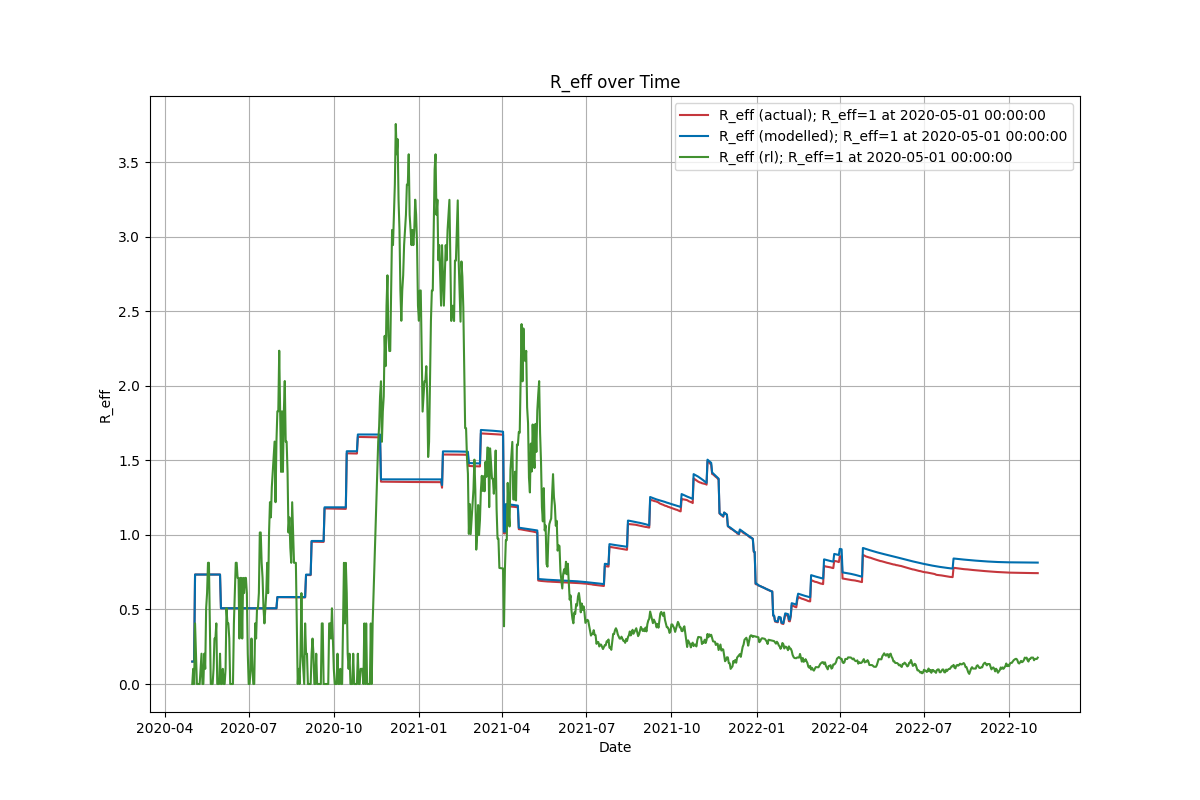 R_eff over Time
R_eff (actual); R_eff=1 at 2020-05-01 00:00:00
R_eff (modelled); R_eff=1 at 2020-05-01 00:00:00
R_eff (rl); R_eff=1 at 2020-05-01 00:00:00
3.5
3.0
2.5
2.0
1.5
1.0
0.5
0.0
R_eff
2020-04 2020-07 2020-10 2021-01 2021-04 2021-07 2021-10 2022-01 2022-04 2022-07 2022-10
Date